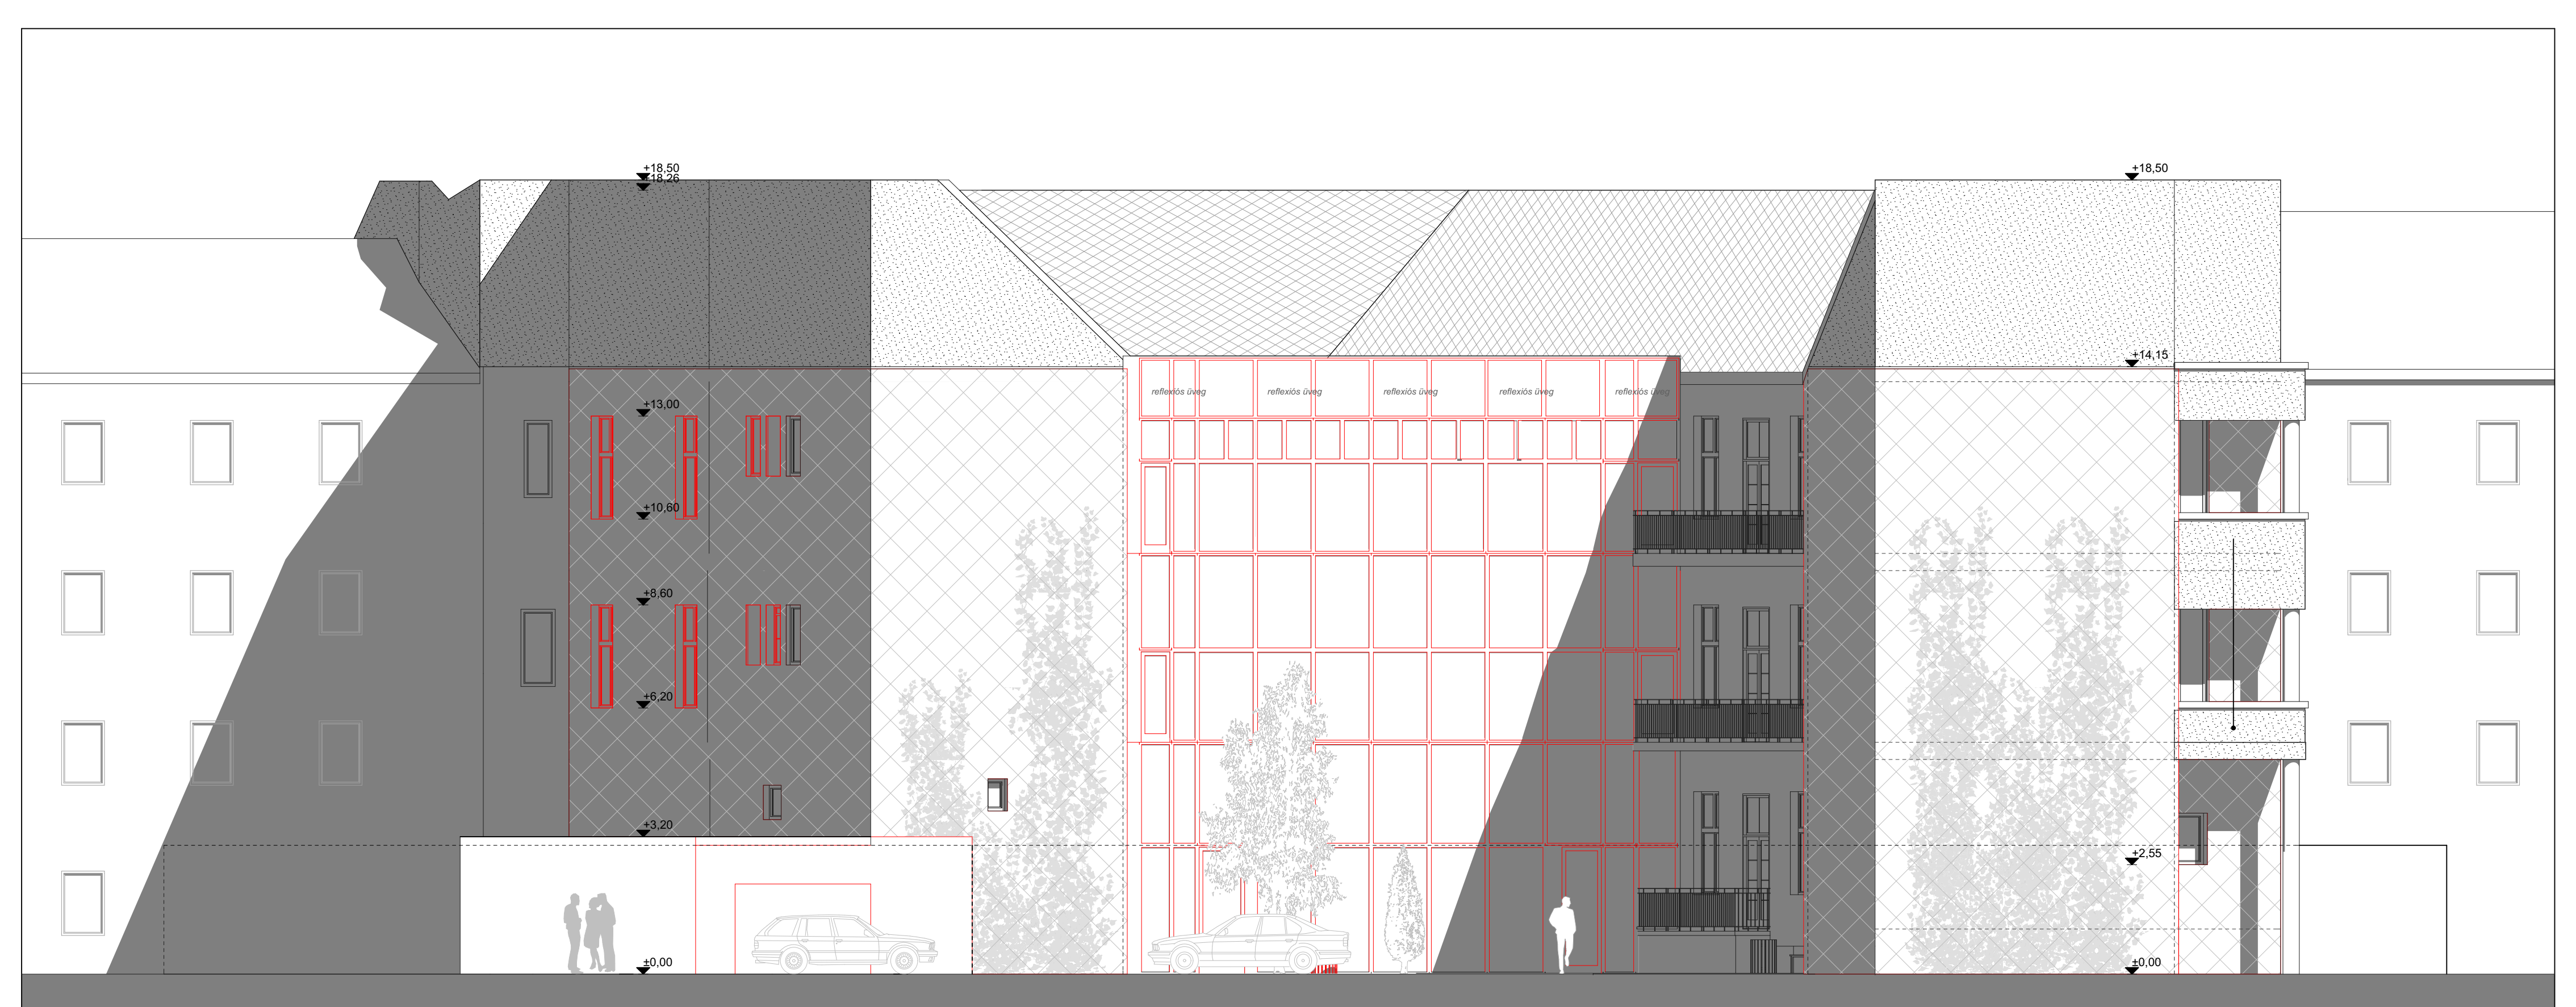 +18,50
+18,26
+18,50
+14,15
reflexiós üveg
reflexiós üveg
reflexiós üveg
reflexiós üveg
reflexiós üveg
+13,00
+10,60
+8,60
+6,20
+3,20
+2,55
±0,00
±0,00